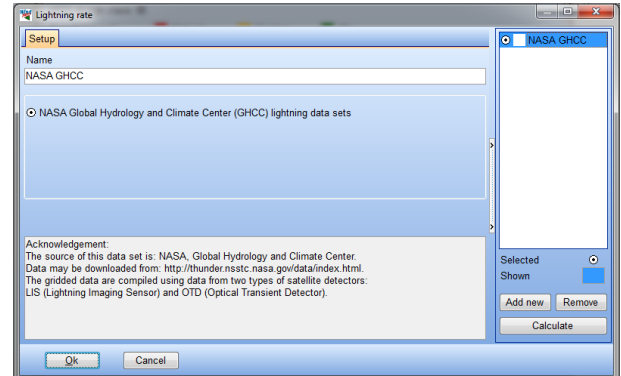 Lightning rate
Setup
Name
NASA GHCC
NASA Global Hydrology and Climate Center (GHCC) lightning data sets
Acknowledgement:
The source of this data set is: NASA, Global Hydrology and Climate Center.
Data may be downloaded from: http://thunder.nsstc.nasa.gov/data/index.html.
The gridded data are compiled using data from two types of satellite detectors:
LIS (Lightning Imaging Sensor) and OTD (Optical Transient Detector).
Ok
Cancel
NASA GHCC
Selected
Shown
Add new
Remove
Calculate